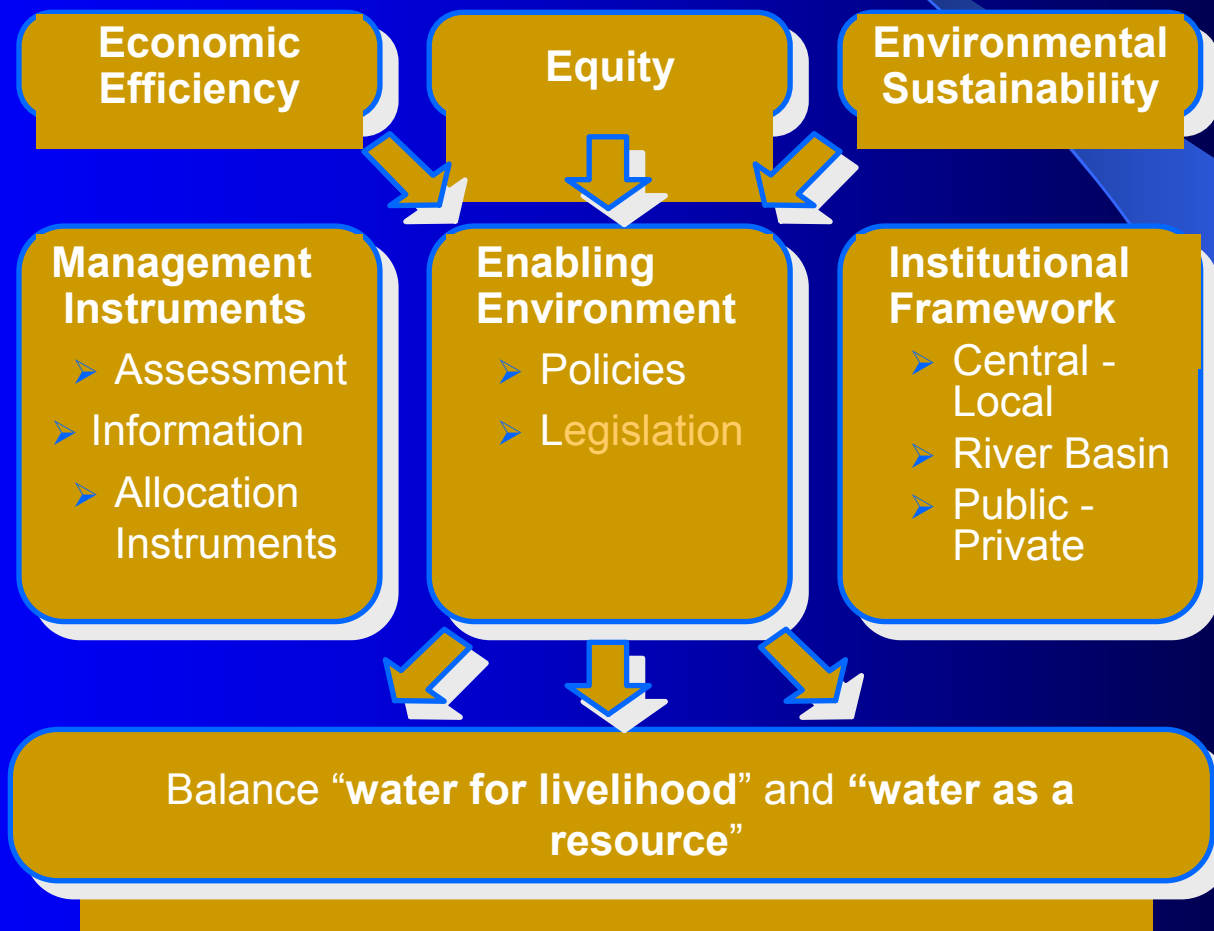 Economic
Efficiency
Equity
Environmental
Sustainability
Management
Instruments
➢ Assessment
➢ Information
➢ Allocation
Instruments
Enabling
Environment
➢ Policies
➢ Legislation
Institutional
Framework
➢ Central -
Local
➢ River Basin
➢ Public -
Private
Balance “water for livelihood” and “water as a
resource”